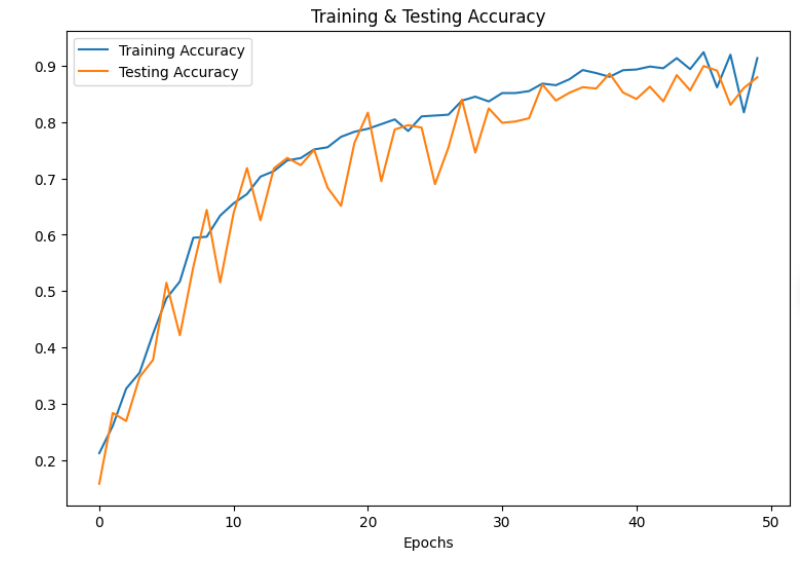 Training & Testing Accuracy
Training Accuracy
Testing Accuracy
0.9
0.8
0.7
0.6
0.5
0.4
0.3
0.2
0 10 20 30 40 50
Epochs